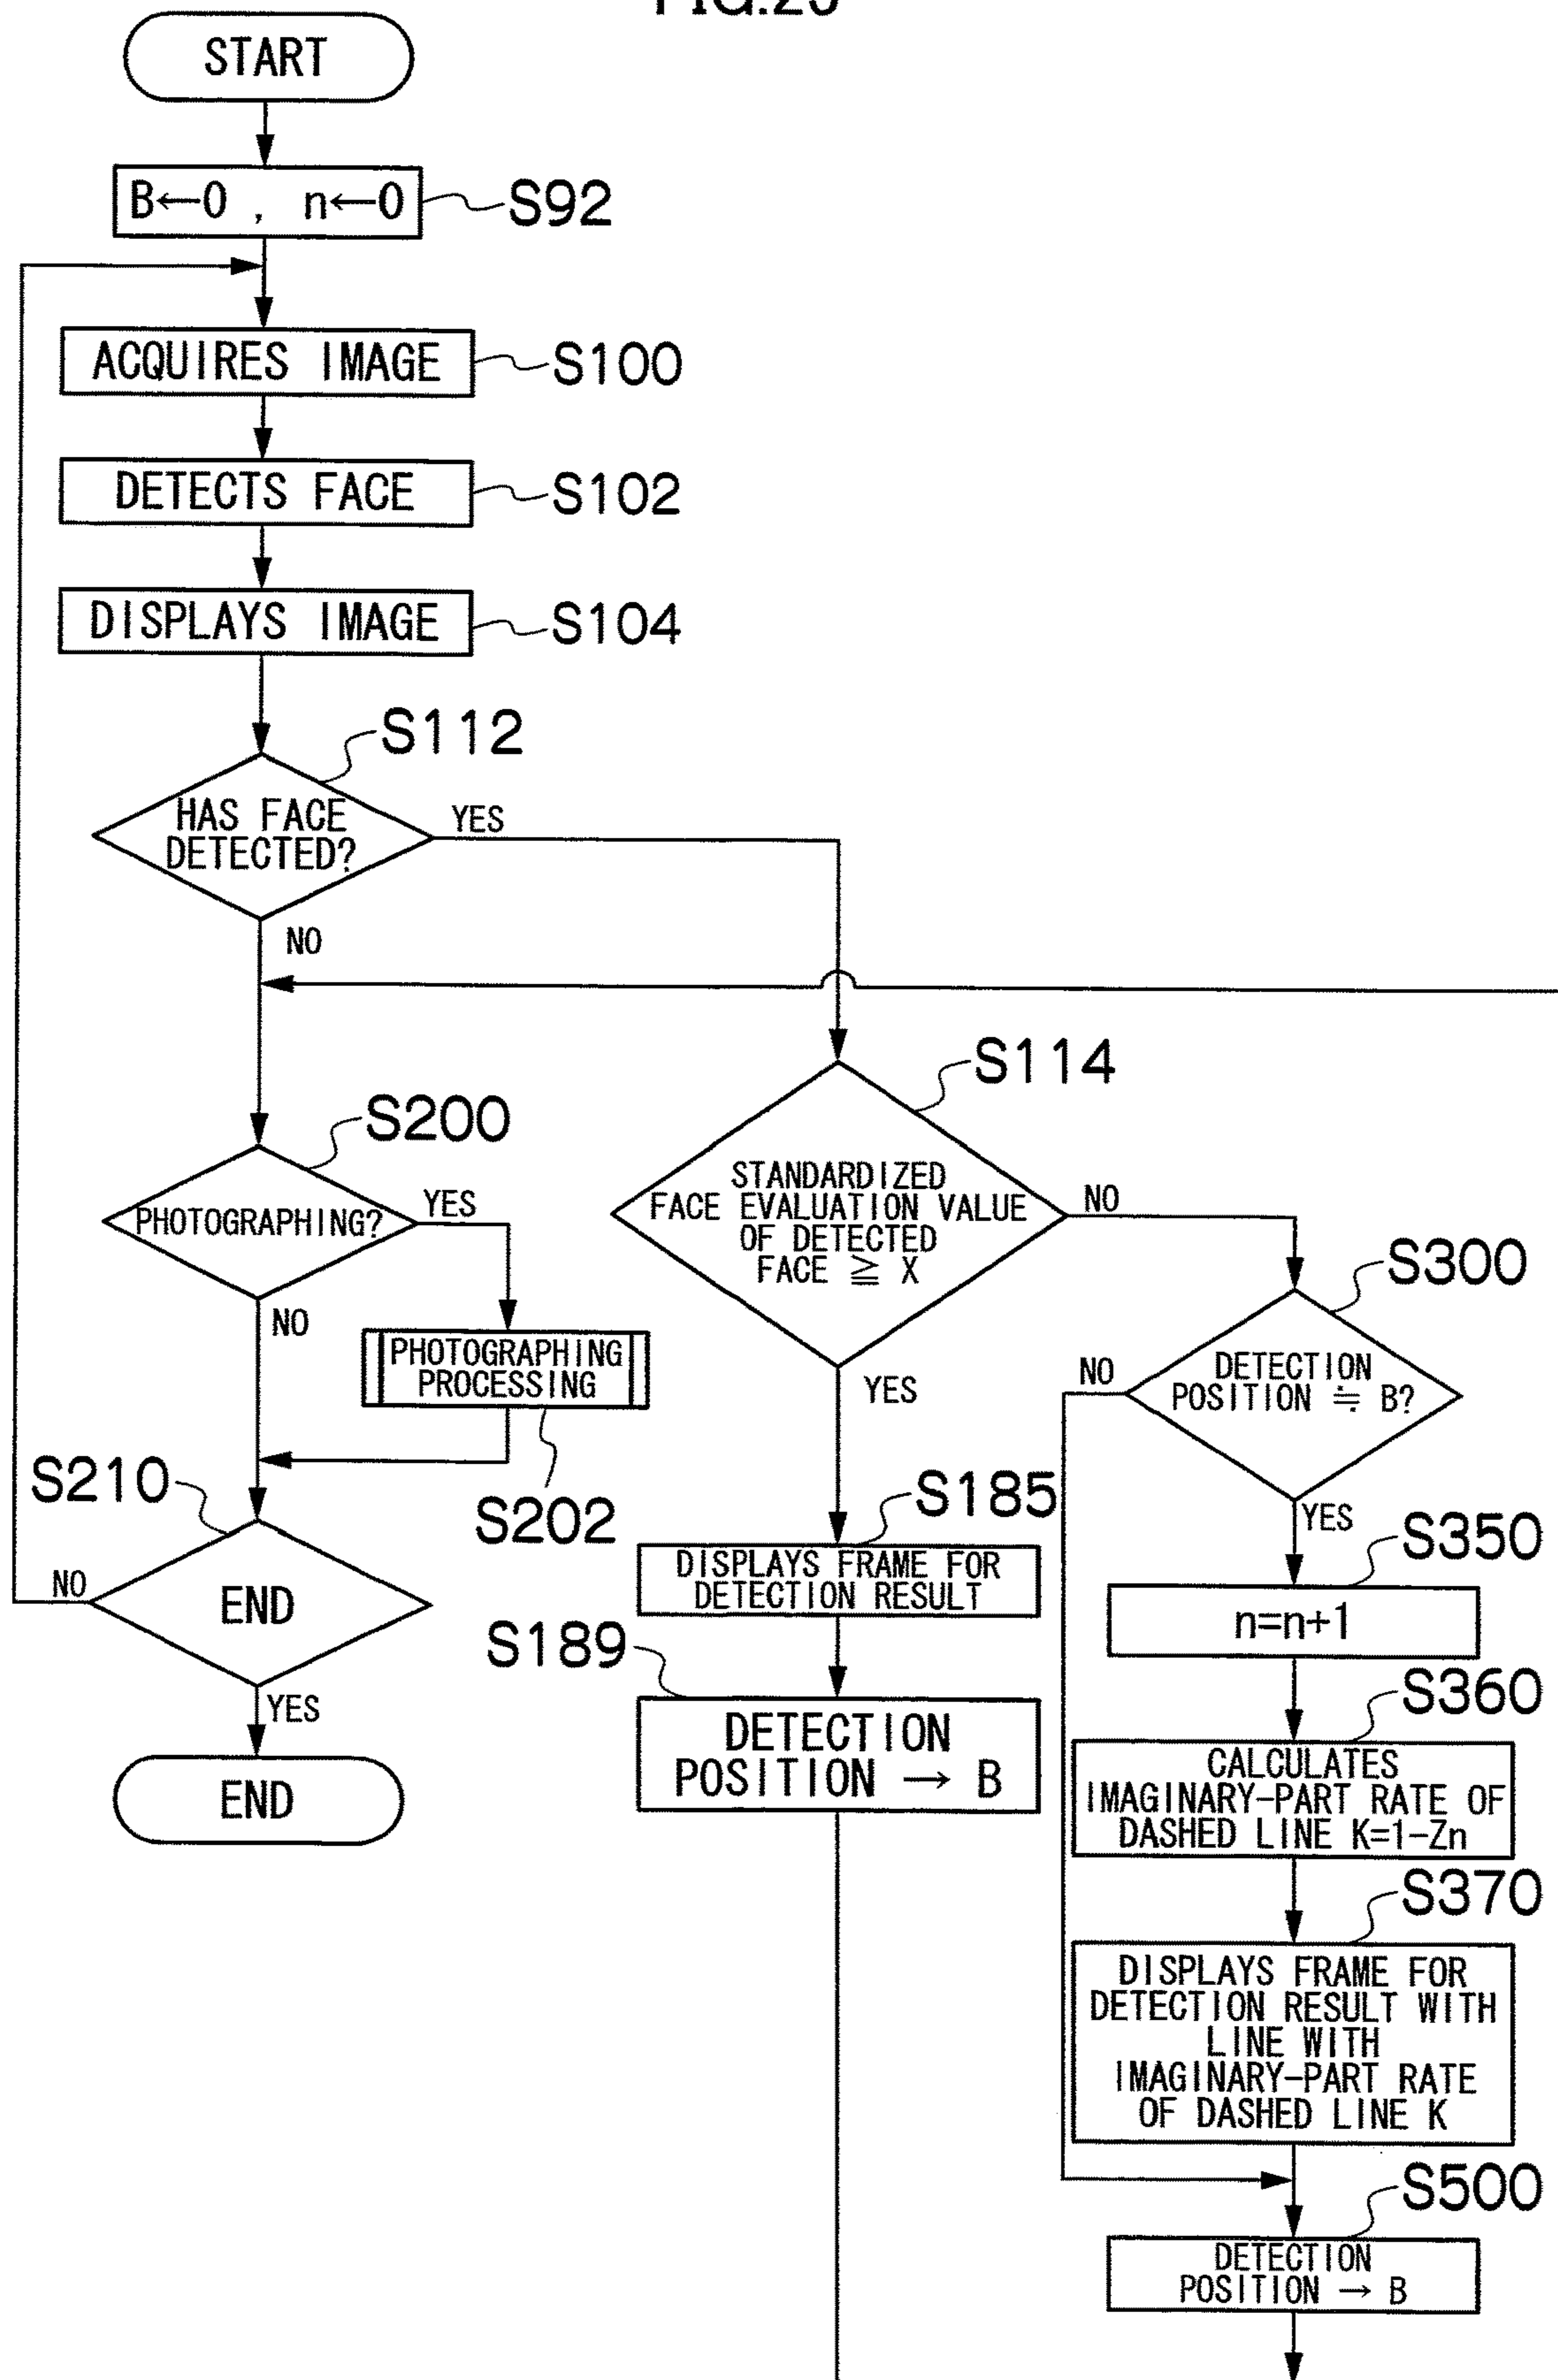 START
B←0 , n←0
S92
ACQUIRES IMAGE
S100
DETECTS FACE
S102
DISPLAYS IMAGE
S104
S112
HAS FACE
DETECTED?
YES
NO
S114
STANDARDIZED
FACE EVALUATION VALUE
OF DETECTED
FACE ≧ X
NO
YES
S200
PHOTOGRAPHING?
YES
NO
PHOTOGRAPHING
PROCESSING
S202
S210
END
NO
YES
END
S185
DISPLAYS FRAME FOR
DETECTION RESULT
S189
DETECTION
POSITION → B
S300
DETECTION
POSITION ≒ B?
NO
YES
S350
n=n+1
S360
CALCULATES
IMAGINARY-PART RATE OF
DASHED LINE K=1-Zn
S370
DISPLAYS FRAME FOR
DETECTION RESULT WITH
LINE WITH
IMAGINARY-PART RATE
OF DASHED LINE K
S500
DETECTION
POSITION → B